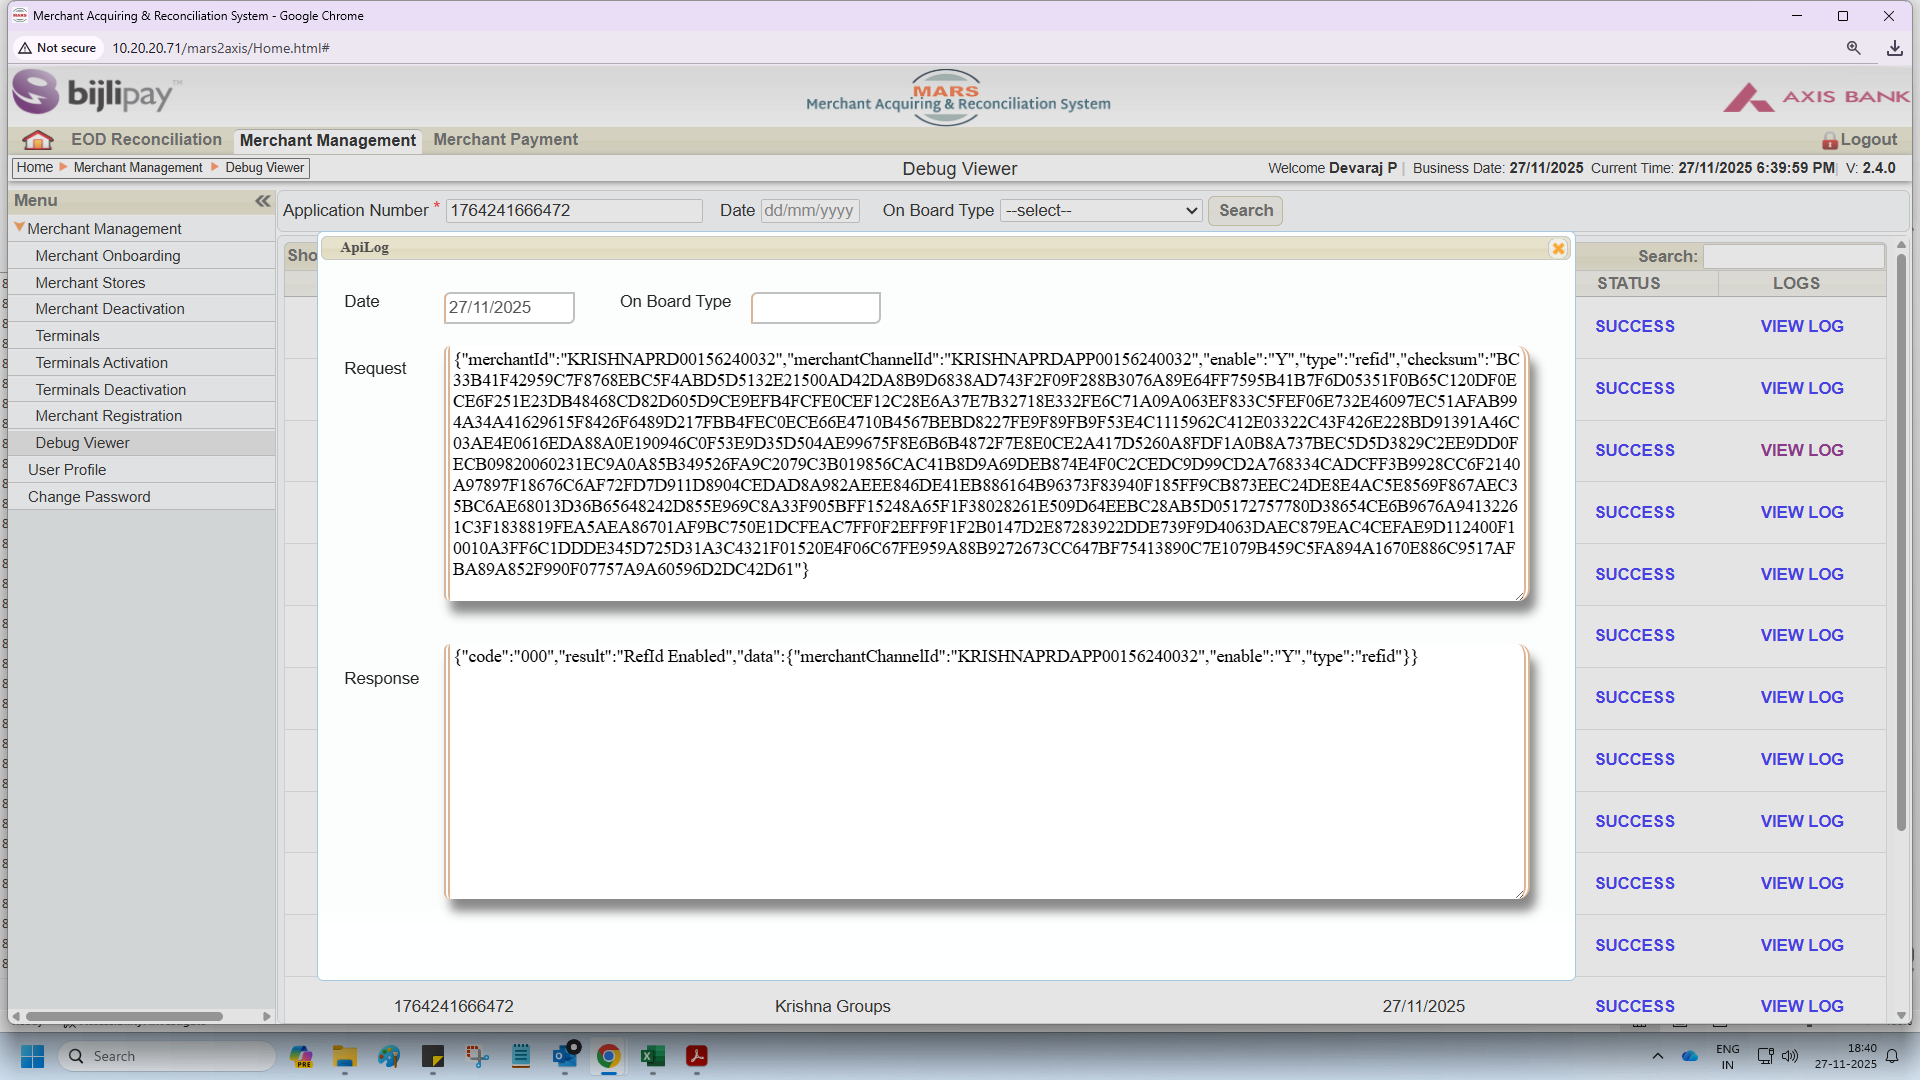 Merchant Acquiring & Reconciliation System - Google Chrome
Not secure 10.20.20.71/mars2axis/Home.html#
bijlipay™
MARS
Merchant Acquiring & Reconciliation System
AXIS BANK
EOD Reconciliation Merchant Management Merchant Payment
Logout
Home Merchant Management Debug Viewer
Debug Viewer
Welcome Devaraj P | Business Date: 27/11/2025 Current Time: 27/11/2025 6:39:59 PM| V: 2.4.0
Menu
Merchant Management
Merchant Onboarding
Merchant Stores
Merchant Deactivation
Terminals
Terminals Activation
Terminals Deactivation
Merchant Registration
Debug Viewer
User Profile
Change Password
Application Number * 1764241666472 Date dd/mm/yyyy On Board Type --select-- Search
Sho
Search:
STATUS LOGS
ApiLog
Date 27/11/2025 On Board Type
Request
{"merchantId":"KRISHNAPRD00156240032","merchantChannelId":"KRISHNAPRDAPP00156240032","enable":"Y","type":"refid","checksum":"BC
33B41F42959C7F8768EBC5F4ABD5D5132E21500AD42DA8B9D6838AD743F2F09F288B3076A89E64FF7595B41B7F6D05351F0B65C120DF0E
CE6F251E23DB48468CD82D605D9CE9EFB4FCFE0CEF12C28E6A37E7B32718E332FE6C71A09A063EF833C5FEF06E732E46097EC51AFAB99
4A34A41629615F8426F6489D217FBB4FEC0ECE66E4710B4567BEBD8227FE9F89FB9F53E4C1115962C412E03322C43F426E228BD91391A46C
03AE4E0616EDA88A0E190946C0F53E9D35D504AE99675F8E6B6B4872F7E8E0CE2A417D5260A8FDF1A0B8A737BEC5D5D3829C2EE9DD0F
ECB09820060231EC9A0A85B349526FA9C2079C3B019856CAC41B8D9A69DEB874E4F0C2CEDC9D99CD2A768334CADCFF3B9928CC6F2140
A97897F18676C6AF72FD7D911D8904CEDAD8A982AEEE846DE41EB886164B96373F83940F185FF9CB873EEC24DE8E4AC5E8569F867AEC3
5BC6AE68013D36B65648242D855E969C8A33F905BFF15248A65F1F38028261E509D64EEBC28AB5D05172757780D38654CE6B9676A9413226
1C3F1838819FEA5AEA86701AF9BC750E1DCFEAC7FF0F2EFF9F1F2B0147D2E87283922DDE739F9D4063DAEC879EAC4CEFAE9D112400F1
0010A3FF6C1DDDE345D725D31A3C4321F01520E4F06C67FE959A88B9272673CC647BF75413890C7E1079B459C5FA894A1670E886C9517AF
BA89A852F990F07757A9A60596D2DC42D61"}
Response
{"code":"000","result":"RefId Enabled","data":{"merchantChannelId":"KRISHNAPRDAPP00156240032","enable":"Y","type":"refid"}}
SUCCESS VIEW LOG
SUCCESS VIEW LOG
SUCCESS VIEW LOG
SUCCESS VIEW LOG
SUCCESS VIEW LOG
SUCCESS VIEW LOG
SUCCESS VIEW LOG
SUCCESS VIEW LOG
SUCCESS VIEW LOG
SUCCESS VIEW LOG
SUCCESS VIEW LOG
1764241666472 Krishna Groups 27/11/2025 SUCCESS VIEW LOG
Search
PRE
ENG
IN
18:40
27-11-2025